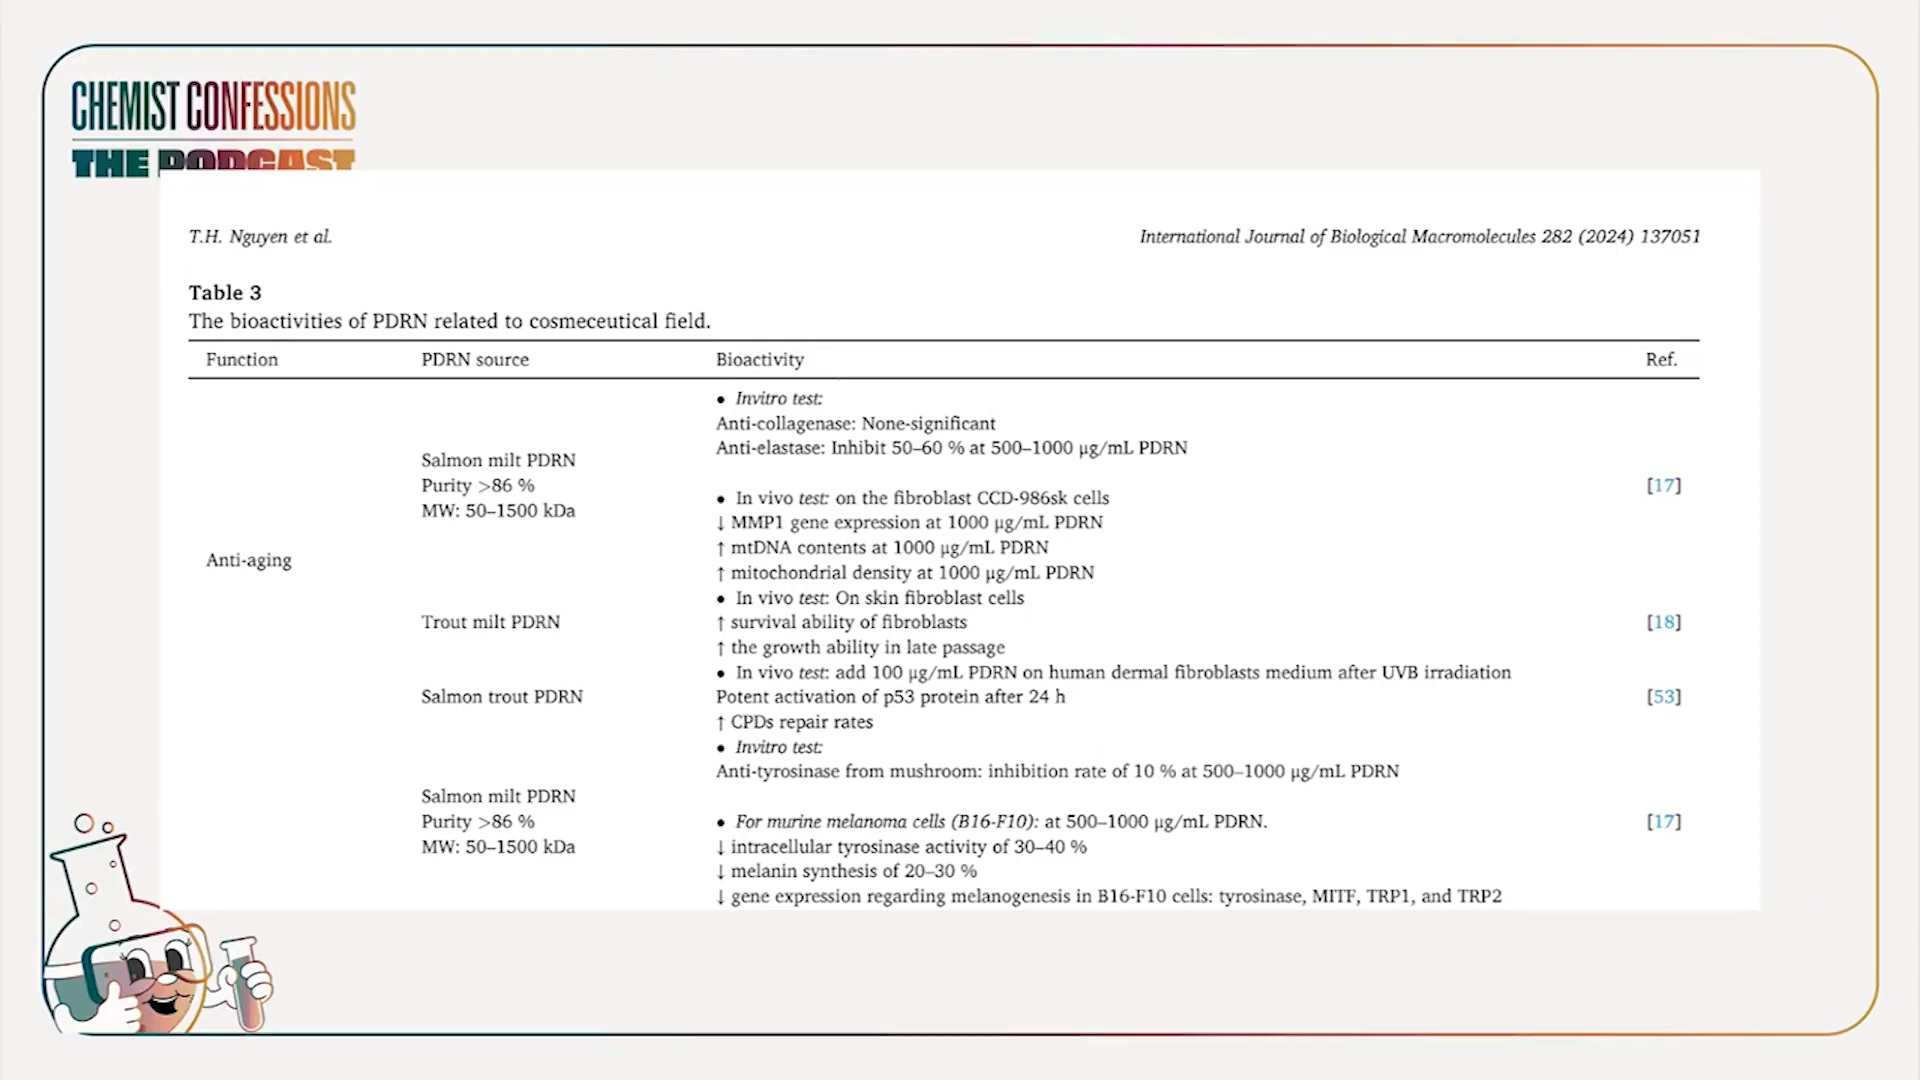 CHEMIST CONFESSIONS
THE PODCAST
T.H. Nguyen et al.
International Journal of Biological Macromolecules 282 (2024) 137051
Table 3
The bioactivities of PDRN related to cosmeceutical field.
Function PDRN source Bioactivity Ref.
• Invitro test:
Anti-collagenase: None-significant
Anti-elastase: Inhibit 50–60 % at 500–1000 µg/mL PDRN
Salmon milt PDRN
Purity >86 % [17]
MW: 50–1500 kDa
• In vivo test: on the fibroblast CCD-986sk cells
↓ MMP1 gene expression at 1000 µg/mL PDRN
↑ mtDNA contents at 1000 µg/mL PDRN
Anti-aging
↑ mitochondrial density at 1000 µg/mL PDRN
• In vivo test: On skin fibroblast cells
Trout milt PDRN ↑ survival ability of fibroblasts [18]
↑ the growth ability in late passage
• In vivo test: add 100 µg/mL PDRN on human dermal fibroblasts medium after UVB irradiation
Salmon trout PDRN Potent activation of p53 protein after 24 h [53]
↑ CPDs repair rates
• Invitro test:
Anti-tyrosinase from mushroom: inhibition rate of 10 % at 500–1000 µg/mL PDRN
Salmon milt PDRN
Purity >86 % • For murine melanoma cells (B16-F10): at 500–1000 µg/mL PDRN. [17]
MW: 50–1500 kDa ↓ intracellular tyrosinase activity of 30–40 %
↓ melanin synthesis of 20–30 %
↓ gene expression regarding melanogenesis in B16-F10 cells: tyrosinase, MITF, TRP1, and TRP2